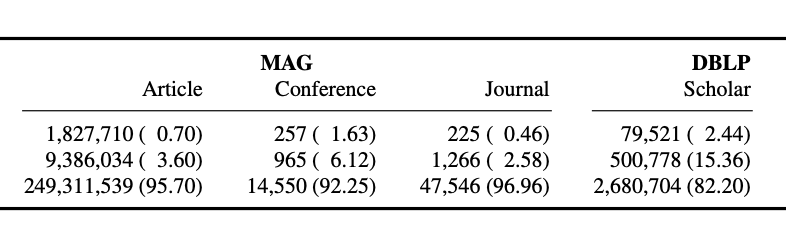 MAG DBLP
Article Conference Journal Scholar
1,827,710 ( 0.70) 257 ( 1.63) 225 ( 0.46) 79,521 ( 2.44)
9,386,034 ( 3.60) 965 ( 6.12) 1,266 ( 2.58) 500,778 (15.36)
249,311,539 (95.70) 14,550 (92.25) 47,546 (96.96) 2,680,704 (82.20)